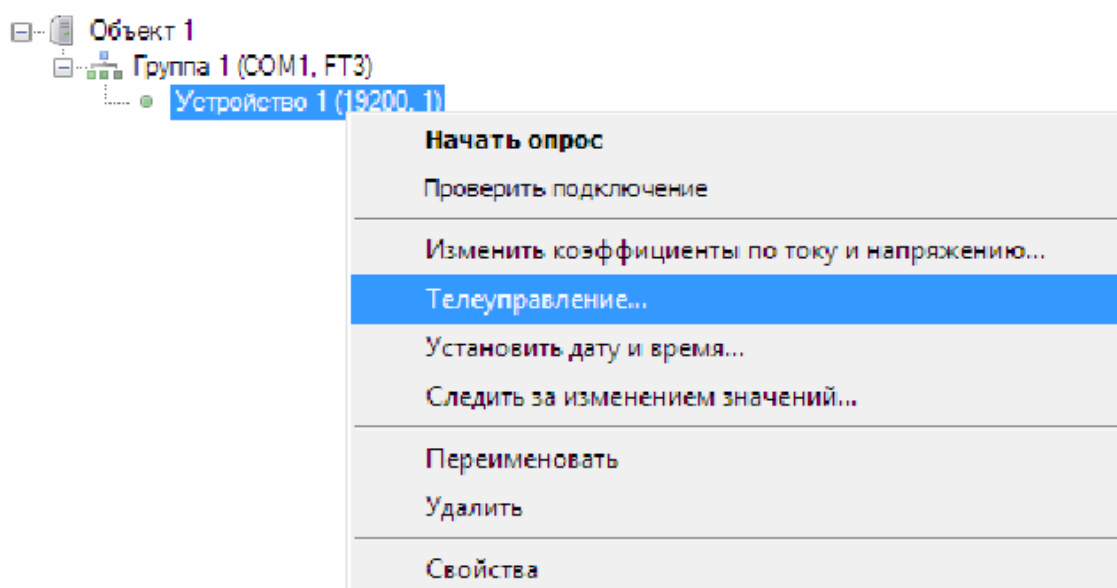 Объект 1
Группа 1 (COM1, FT3)
Устройство 1 (19200, 1)
Начать опрос
Проверить подключение
Изменить коэффициенты по току и напряжению...
Телеуправление...
Установить дату и время...
Следить за изменением значений...
Переименовать
Удалить
Свойства